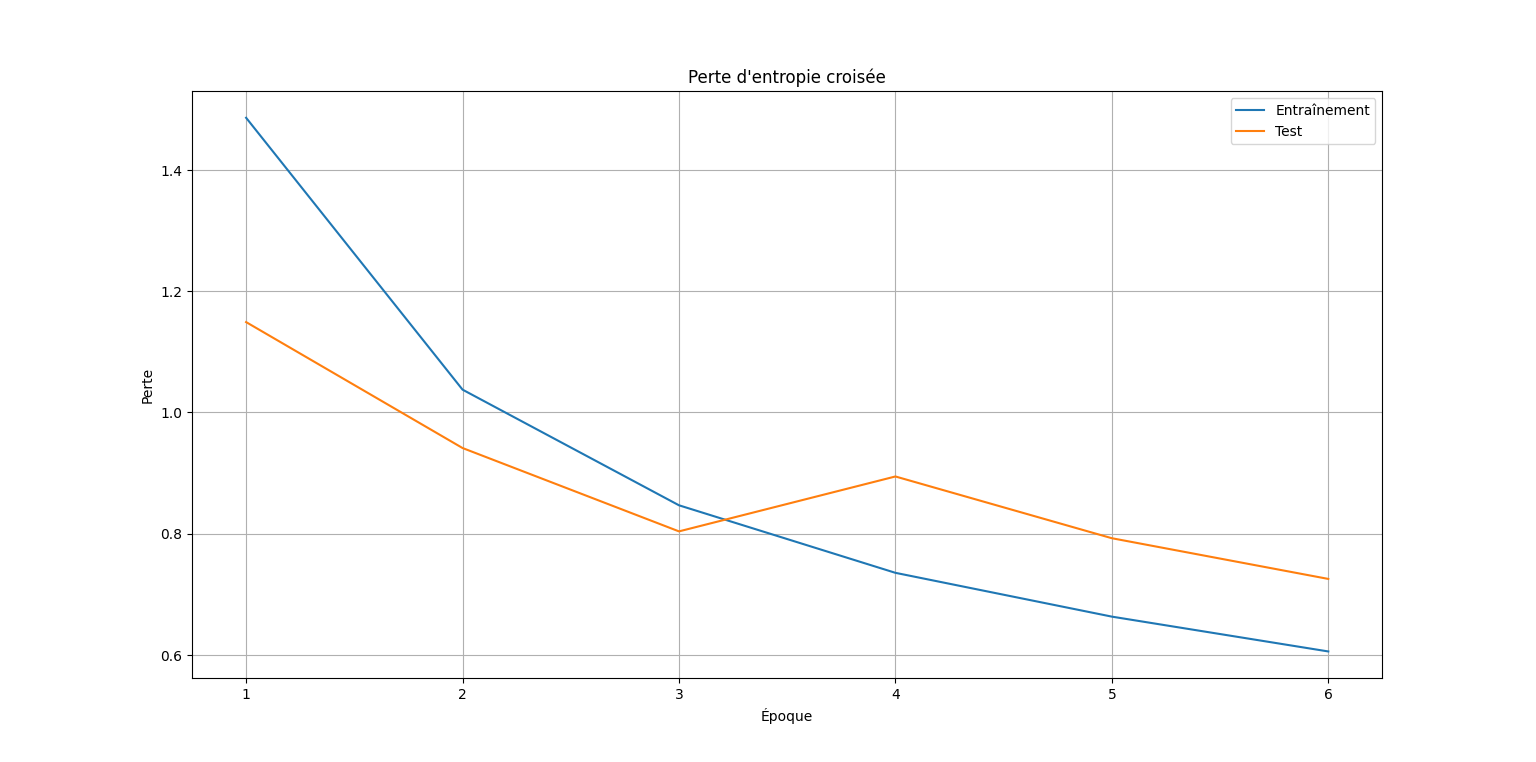 Perte d'entropie croisée
Entraînement
Test
1.4
1.2
1.0
0.8
0.6
Perte
1 2 3 4 5 6
Époque